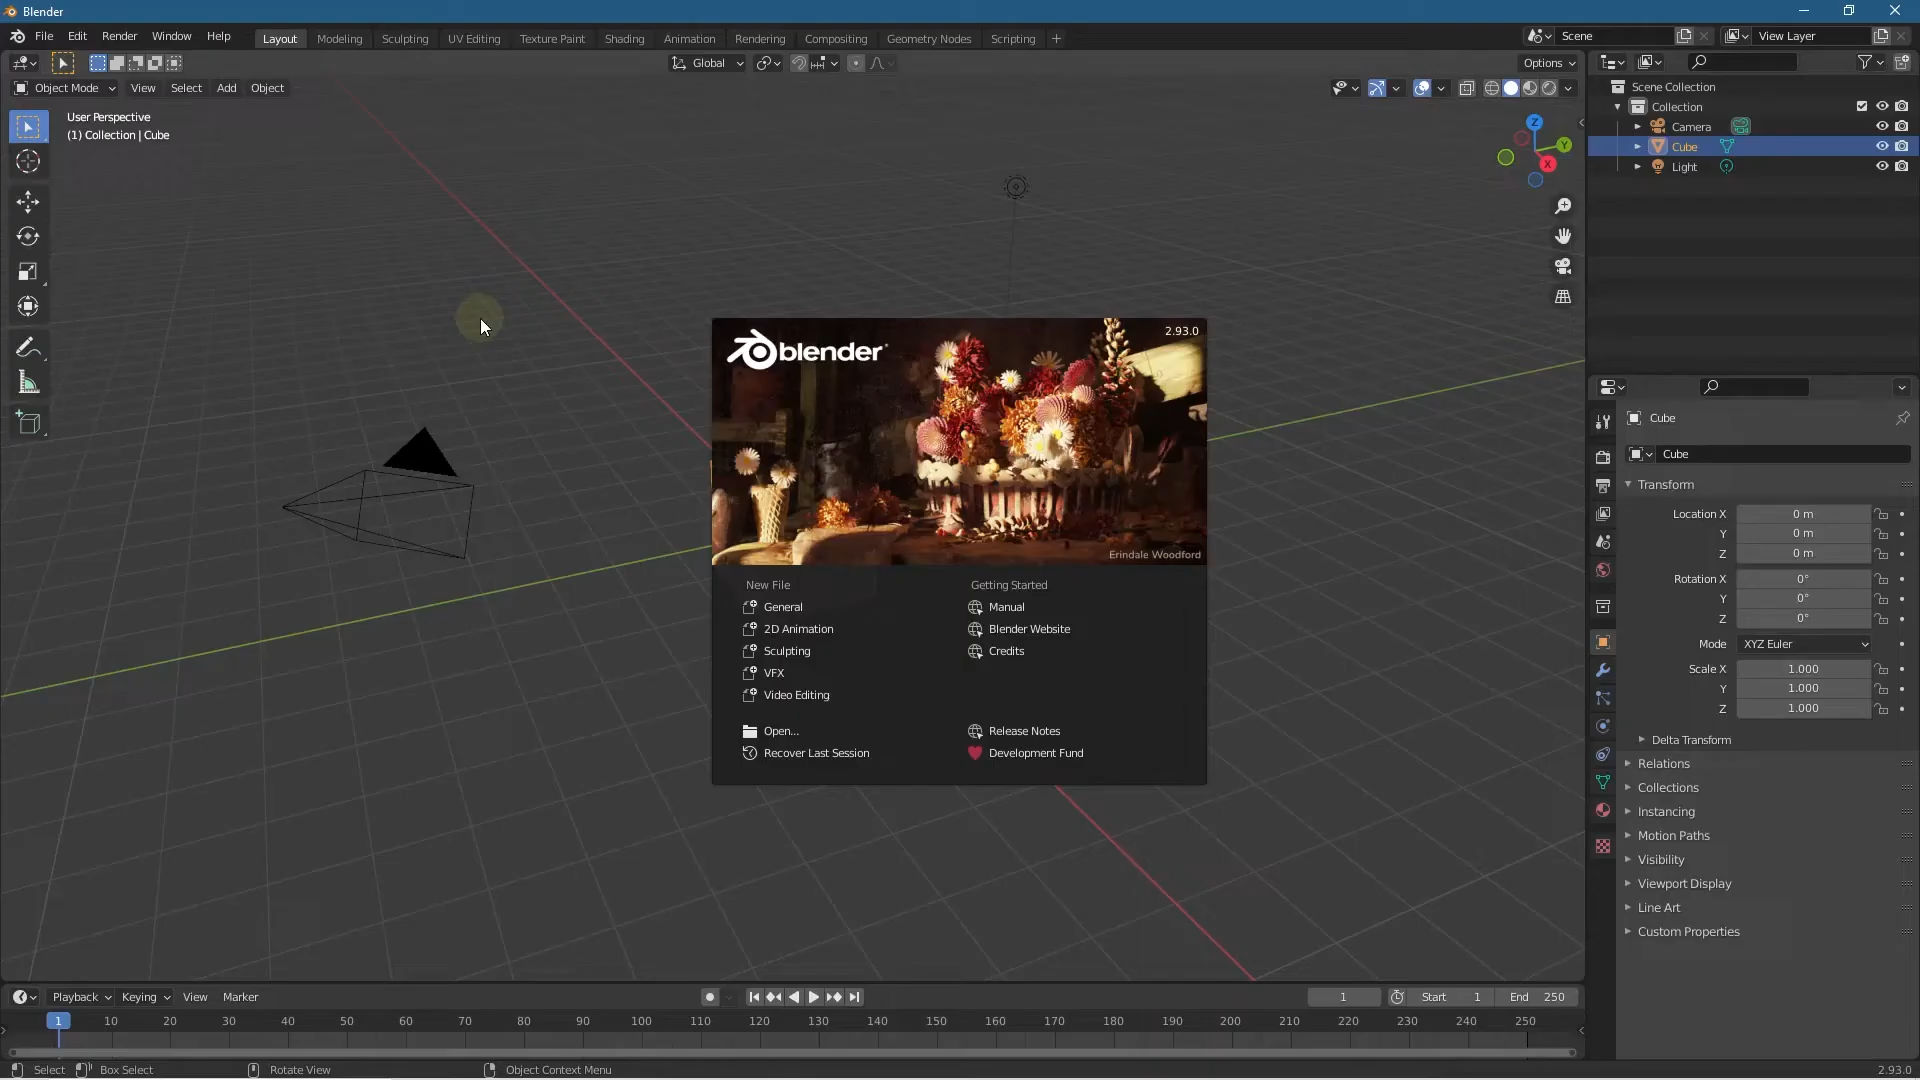 Blender
File Edit Render Window Help Layout Modeling Sculpting UV Editing Texture Paint Shading Animation Rendering Compositing Geometry Nodes Scripting + Scene View Layer
Global Options
Object Mode View Select Add Object
User Perspective
(1) Collection | Cube
Z
Y
X
Scene Collection
Collection
Camera
Cube
Light
blender
2.93.0
Erindale Woodford
New File
General
2D Animation
Sculpting
VFX
Video Editing
Open...
Recover Last Session
Getting Started
Manual
Blender Website
Credits
Release Notes
Development Fund
Cube
Cube
Transform
Location X 0 m
Y 0 m
Z 0 m
Rotation X 0°
Y 0°
Z 0°
Mode XYZ Euler
Scale X 1.000
Y 1.000
Z 1.000
Delta Transform
Relations
Collections
Instancing
Motion Paths
Visibility
Viewport Display
Line Art
Custom Properties
Playback Keying View Marker 1 Start 1 End 250
1 10 20 30 40 50 60 70 80 90 100 110 120 130 140 150 160 170 180 190 200 210 220 230 240 250
Select Box Select Rotate View Object Context Menu 2.93.0